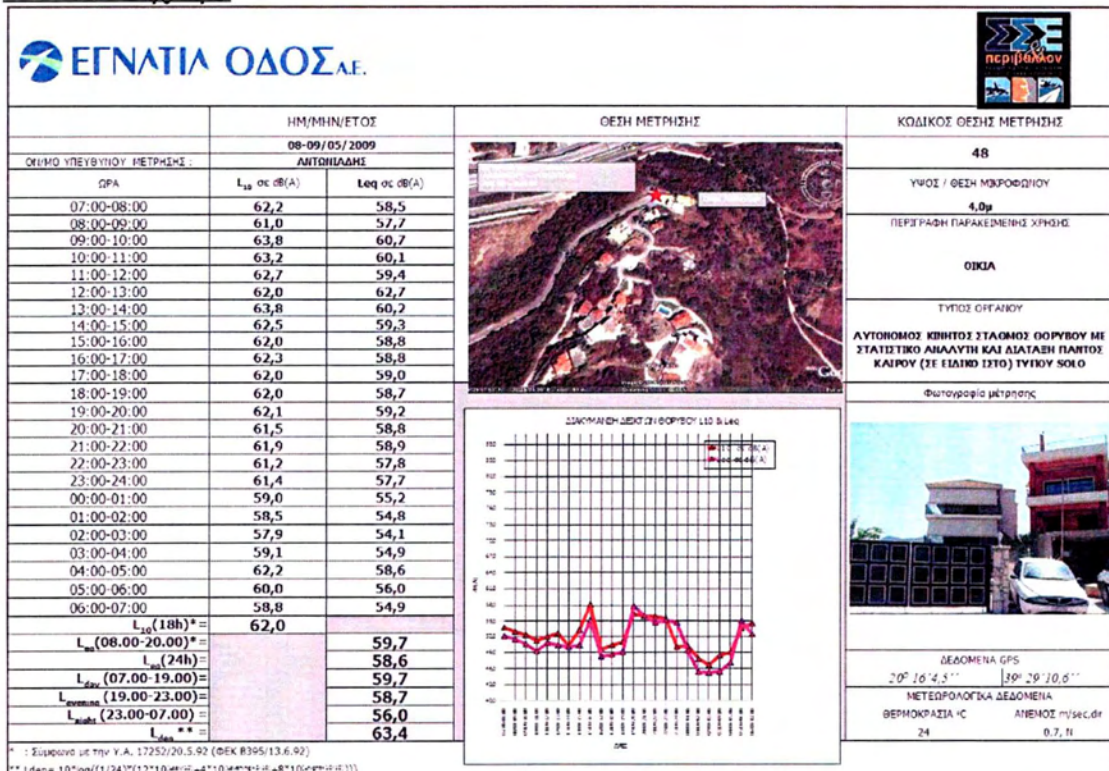 ΕΓΝΑΤΙΑ ΟΔΟΣ Α.Ε.
ΣΣΕ
&
περιβάλλον
ΗΜ/ΜΗΝ/ΕΤΟΣ
ΘΕΣΗ ΜΕΤΡΗΣΗΣ
ΚΩΔΙΚΟΣ ΘΕΣΗΣ ΜΕΤΡΗΣΗΣ
08-09/05/2009
48
ΟΝ/ΜΟ ΥΠΕΥΘΥΝΟΥ ΜΕΤΡΗΣΗΣ : ΑΝΤΩΝΙΑΔΗΣ
ΩΡΑ L10 σε dB(A) Leq σε dB(A)
07:00-08:00 62,2 58,5
08:00-09:00 61,0 57,7
09:00-10:00 63,8 60,7
10:00-11:00 63,2 60,1
11:00-12:00 62,7 59,4
12:00-13:00 62,0 62,7
13:00-14:00 63,8 60,2
14:00-15:00 62,5 59,3
15:00-16:00 62,0 58,8
16:00-17:00 62,3 58,8
17:00-18:00 62,0 59,0
18:00-19:00 62,0 58,7
19:00-20:00 62,1 59,2
20:00-21:00 61,5 58,8
21:00-22:00 61,9 58,9
22:00-23:00 61,2 57,8
23:00-24:00 61,4 57,7
00:00-01:00 59,0 55,2
01:00-02:00 58,5 54,8
02:00-03:00 57,9 54,1
03:00-04:00 59,1 54,9
04:00-05:00 62,2 58,6
05:00-06:00 60,0 56,0
06:00-07:00 58,8 54,9
L10(18h)*= 62,0
Leq(08.00-20.00)*= 59,7
Leq(24h)= 58,6
Lday (07.00-19.00)= 59,7
Levening (19.00-23.00)= 58,7
Lnight (23.00-07.00) = 56,0
Lden ** = 63,4
ΔΙΑΚΥΜΑΝΣΗ ΔΕΙΚΤΩΝ ΘΟΡΥΒΟΥ L10 & Leq
ΥΨΟΣ / ΘΕΣΗ ΜΙΚΡΟΦΩΝΟΥ
4,0μ
ΠΕΡΙΓΡΑΦΗ ΠΑΡΑΚΕΙΜΕΝΗΣ ΧΡΗΣΗΣ
ΟΙΚΙΑ
ΤΥΠΟΣ ΟΡΓΑΝΟΥ
ΑΥΤΟΝΟΜΟΣ ΚΙΝΗΤΟΣ ΣΤΑΘΜΟΣ ΘΟΡΥΒΟΥ ΜΕ
ΣΤΑΤΙΣΤΙΚΟ ΑΝΑΛΥΤΗ ΚΑΙ ΔΙΑΤΑΞΗ ΠΑΝΤΟΣ
ΚΑΙΡΟΥ (ΣΕ ΕΙΔΙΚΟ ΙΣΤΟ) ΤΥΠΟΥ SOLO
Φωτογραφία μέτρησης
ΔΕΔΟΜΕΝΑ GPS
20º 16'4,5'' 39º 29'10,6''
ΜΕΤΕΩΡΟΛΟΓΙΚΑ ΔΕΔΟΜΕΝΑ
ΘΕΡΜΟΚΡΑΣΙΑ ºC ΑΝΕΜΟΣ m/sec,dir
24 0.7, N
* : Σύμφωνα με την Υ.Α. 17252/20.5.92 (ΦΕΚ Β395/13.6.92)